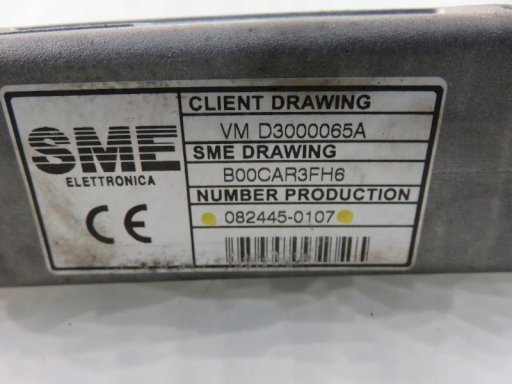 SME
ELETTRONICA
CE
CLIENT DRAWING
VM D3000065A
SME DRAWING
B00CAR3FH6
NUMBER PRODUCTION
082445-0107